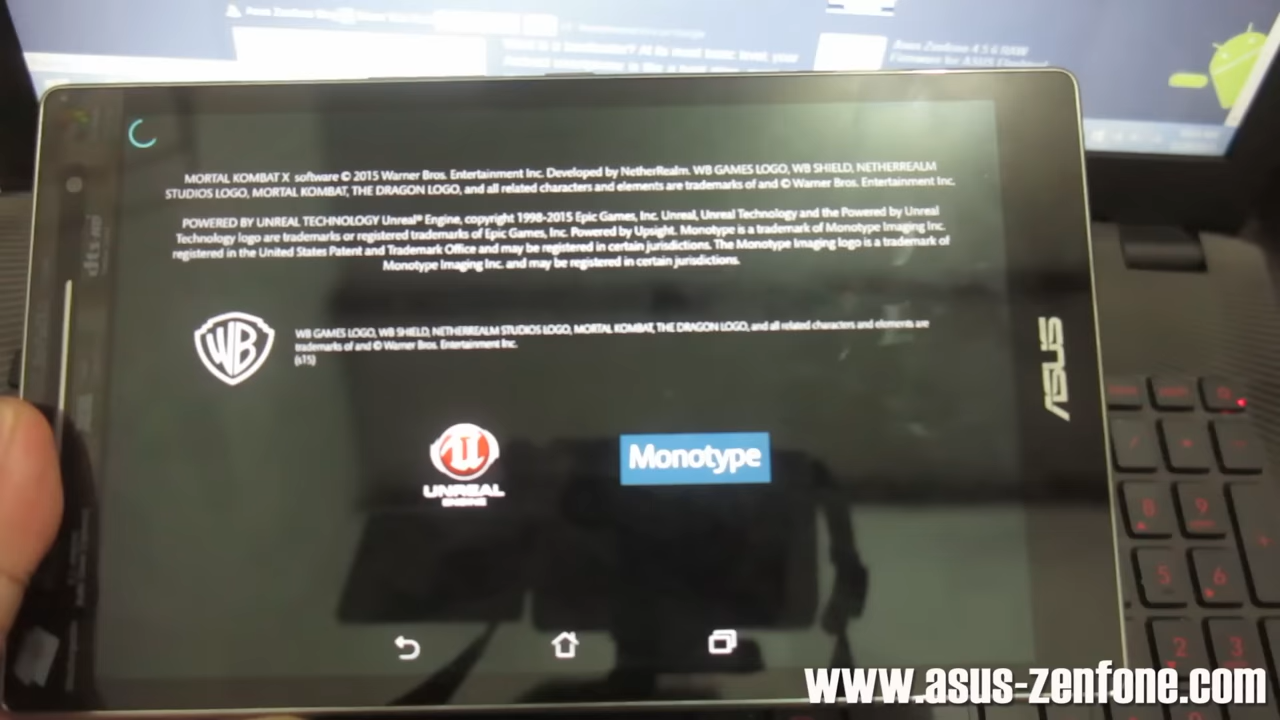 MORTAL KOMBAT X software © 2015 Warner Bros. Entertainment Inc. Developed by NetherRealm. WB GAMES LOGO, WB SHIELD, NETHERREALM
STUDIOS LOGO, MORTAL KOMBAT, THE DRAGON LOGO, and all related characters and elements are trademarks of and © Warner Bros. Entertainment Inc.
POWERED BY UNREAL TECHNOLOGY Unreal® Engine, copyright 1998-2015 Epic Games, Inc. Unreal, Unreal Technology and the Powered by Unreal
Technology logo are trademarks or registered trademarks of Epic Games, Inc. Powered by Upsight. Monotype is a trademark of Monotype Imaging Inc.
registered in the United States Patent and Trademark Office and may be registered in certain jurisdictions. The Monotype Imaging logo is a trademark of
Monotype Imaging Inc. and may be registered in certain jurisdictions.
WB
WB GAMES LOGO, WB SHIELD, NETHERREALM STUDIOS LOGO, MORTAL KOMBAT, THE DRAGON LOGO, and all related characters and elements are
trademarks of and © Warner Bros. Entertainment Inc.
(s15)
UNREAL
ENGINE
Monotype
ASUS
dts
8
9
5
6
2
3
www.asus-zenfone.com